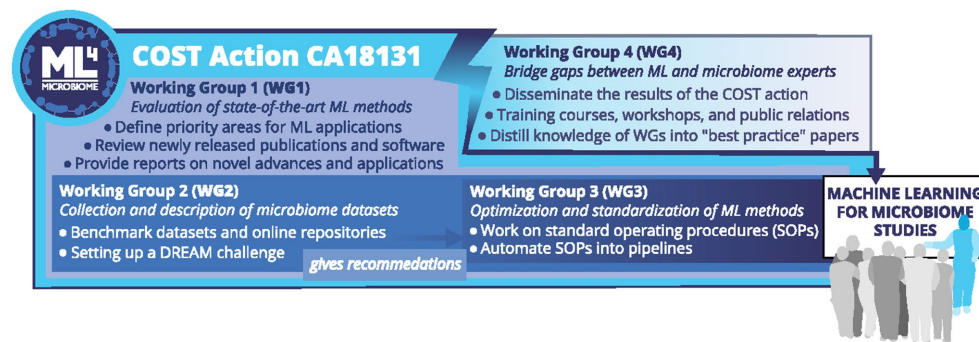 ML4
MICROBIOME
COST Action CA18131
Working Group 1 (WG1)
Evaluation of state-of-the-art ML methods
• Define priority areas for ML applications
• Review newly released publications and software
• Provide reports on novel advances and applications
Working Group 4 (WG4)
Bridge gaps between ML and microbiome experts
• Disseminate the results of the COST action
• Training courses, workshops, and public relations
• Distill knowledge of WGs into "best practice" papers
Working Group 2 (WG2)
Collection and description of microbiome datasets
• Benchmark datasets and online repositories
• Setting up a DREAM challenge
gives recommedations
Working Group 3 (WG3)
Optimization and standardization of ML methods
• Work on standard operating procedures (SOPs)
• Automate SOPs into pipelines
MACHINE LEARNING
FOR MICROBIOME
STUDIES